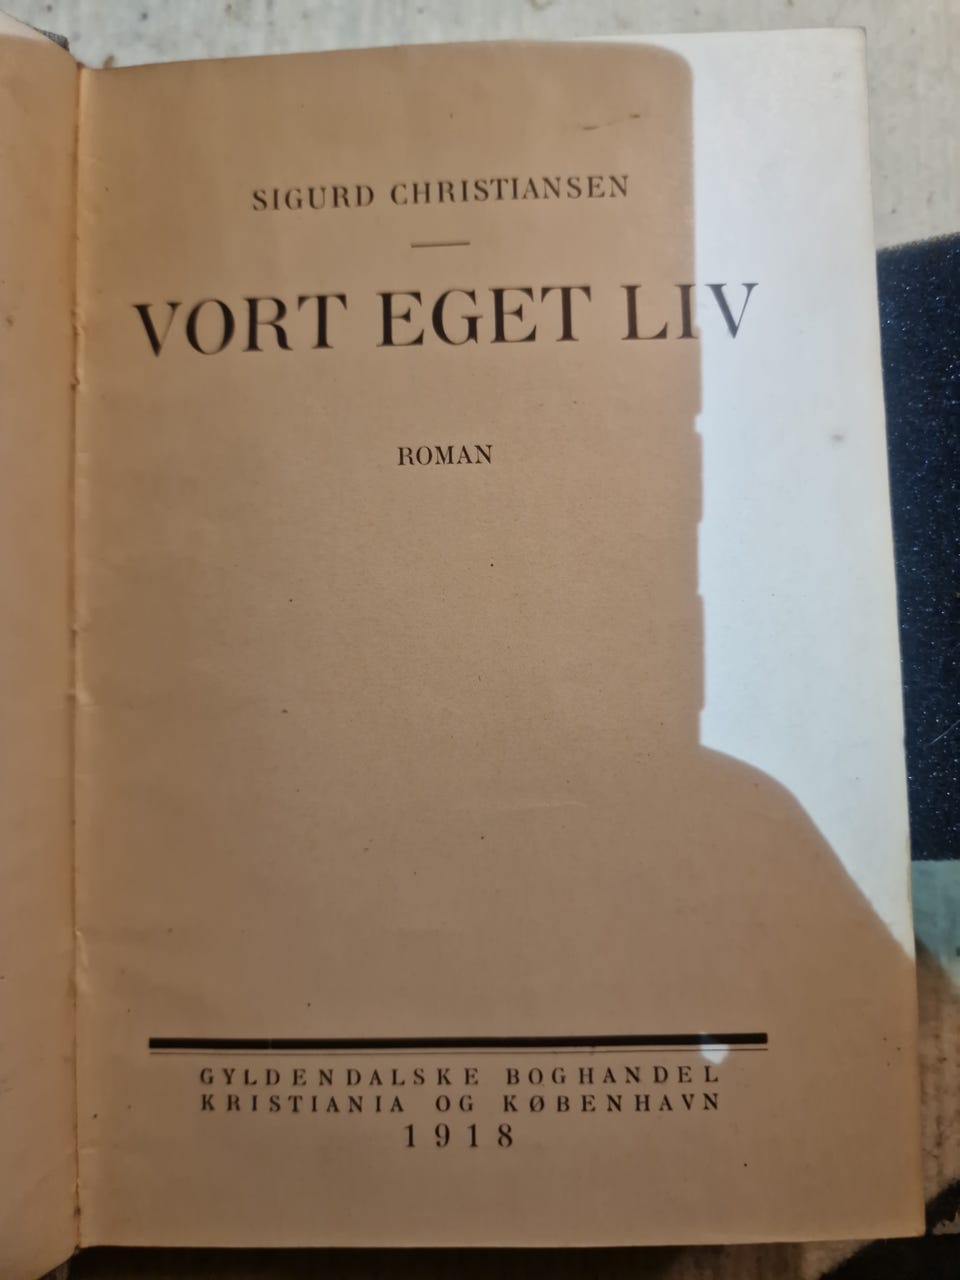 SIGURD CHRISTIANSEN
VORT EGET LIV
ROMAN
GYLDENDALSKE BOGHANDEL
KRISTIANIA OG KØBENHAVN
1918